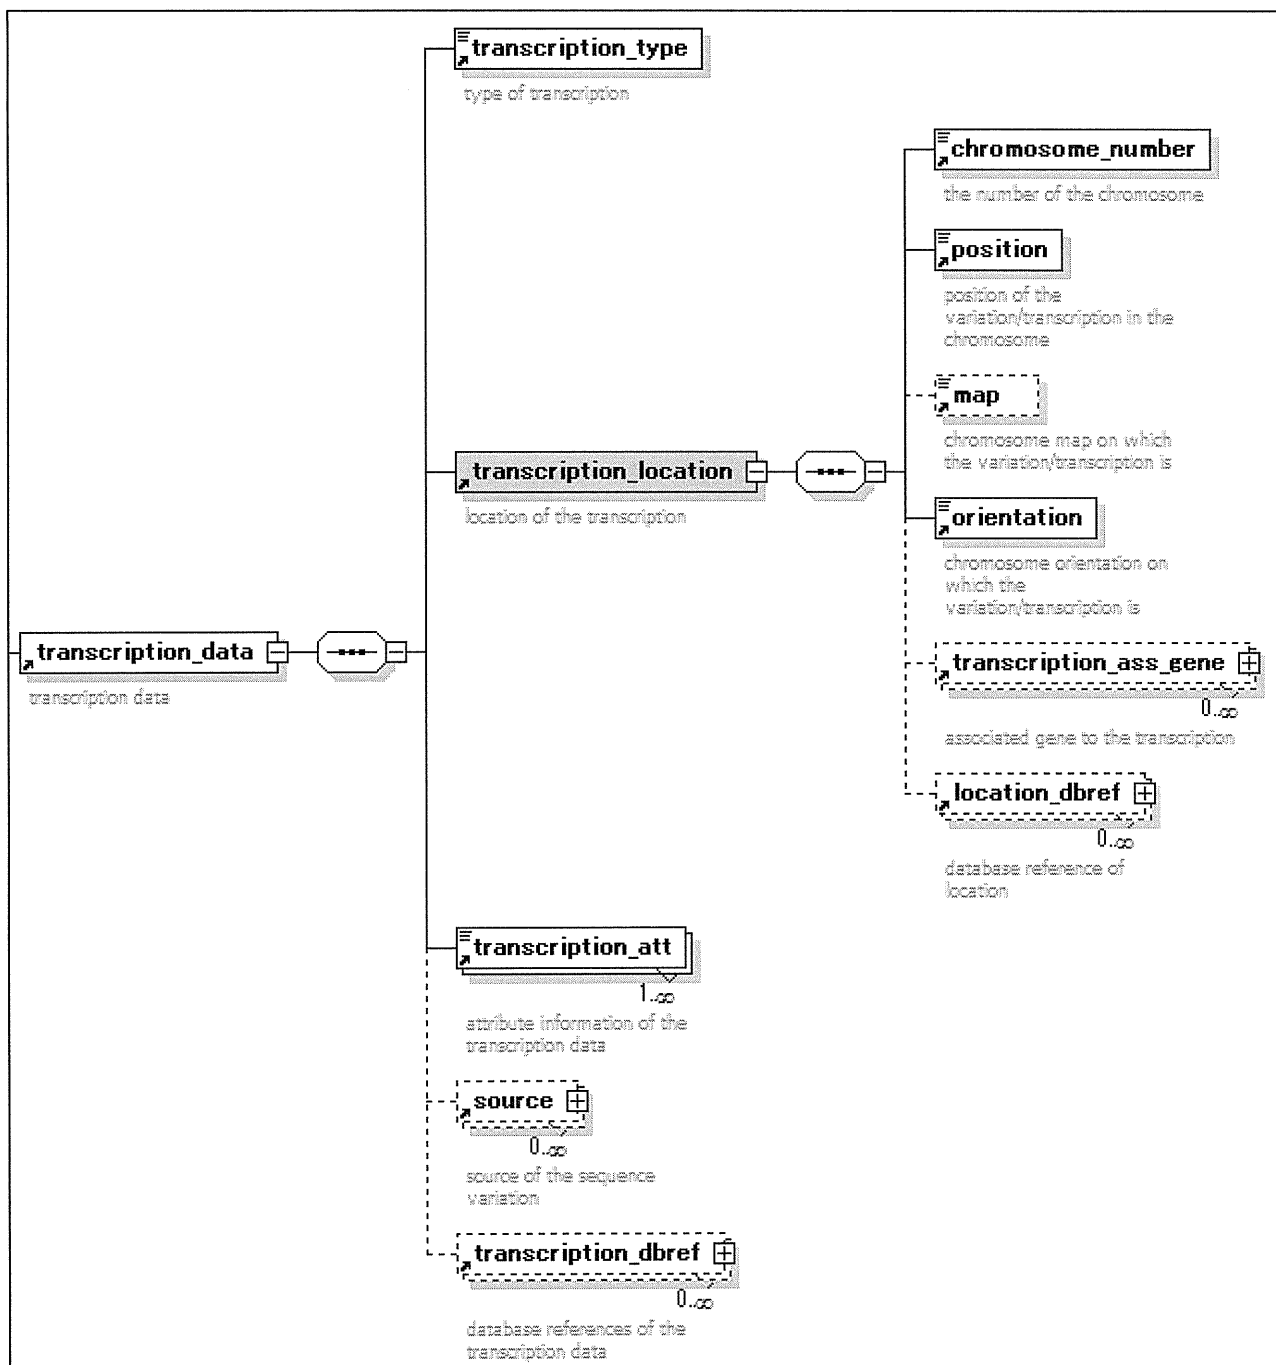 transcription_type
type of transcription
chromosome_number
the number of the chromosome
position
position of the
variation/transcription in the
chromosome
map
chromosome map on which
the variation/transcription is
transcription_location
location of the transcription
orientation
chromosome orientation on
which the
variation/transcription is
transcription_data
transcription data
transcription_ass_gene
0..∞
associated gene to the transcription
location_dbref
0..∞
database reference of
location
transcription_att
1..∞
attribute information of the
transcription data
source
0..∞
source of the sequence
variation
transcription_dbref
0..∞
database references of the
transcription data